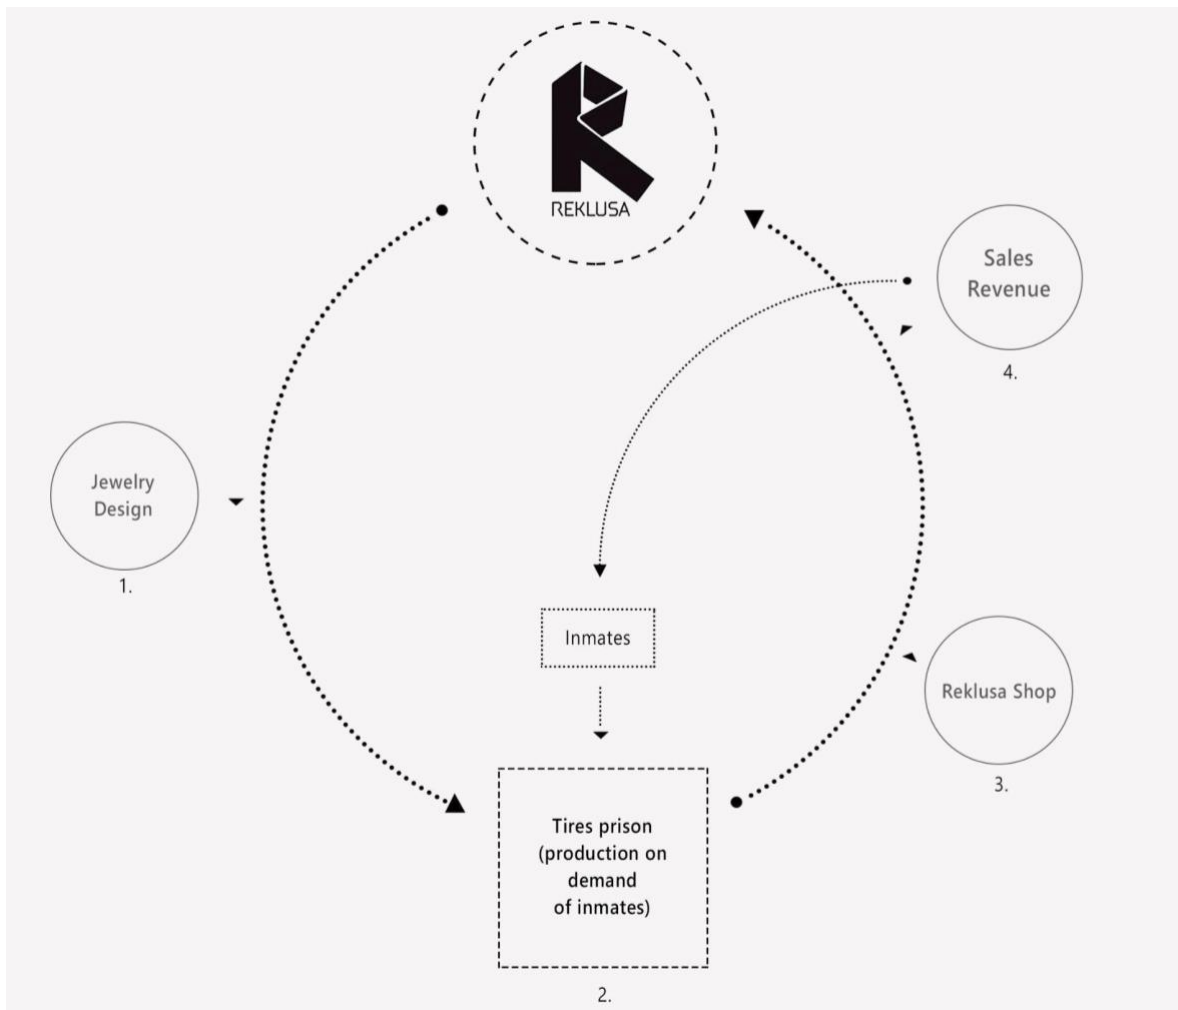 REKLUSA
Sales
Revenue
4.
Jewelry
Design
1.
Inmates
Reklusa Shop
3.
Tires prison
(production on
demand
of inmates)
2.